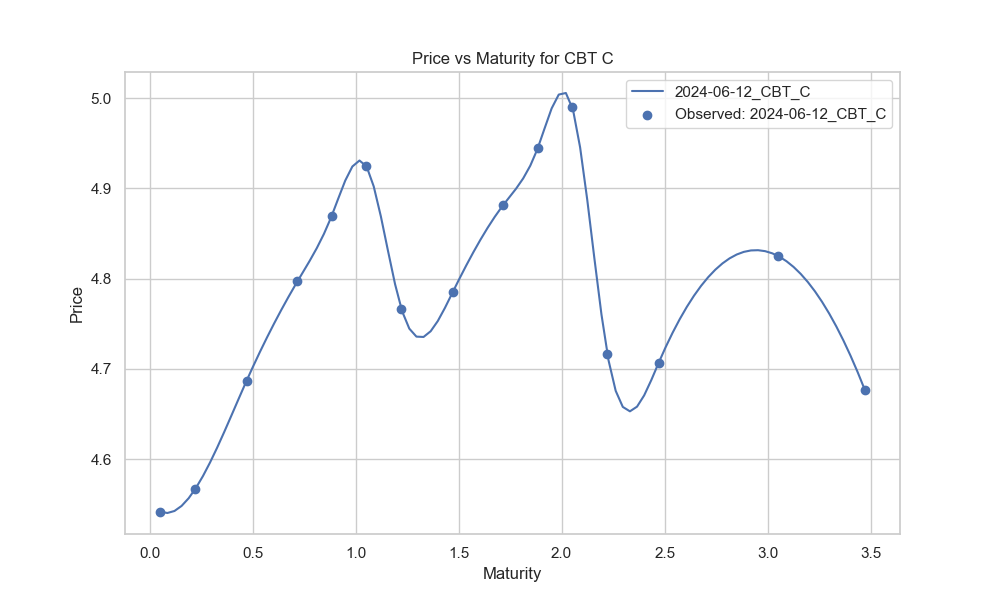 Price vs Maturity for CBT C
2024-06-12_CBT_C
Observed: 2024-06-12_CBT_C
Price
5.0
4.9
4.8
4.7
4.6
0.0 0.5 1.0 1.5 2.0 2.5 3.0 3.5
Maturity